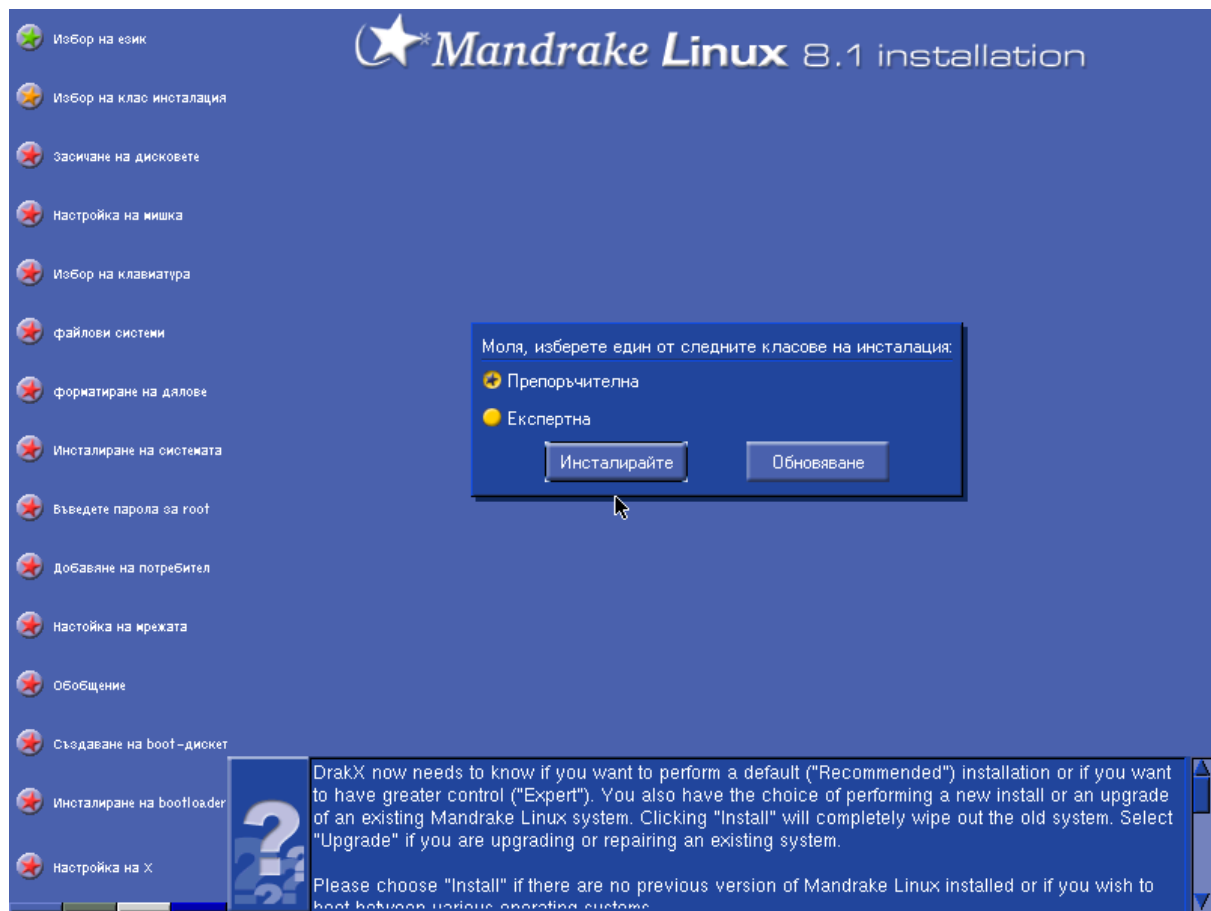 Mandrake Linux 8.1 installation
Избор на език
Избор на клас инсталация
Засичане на дисковете
Настройка на мишка
Избор на клавиатура
файлови системи
форматиране на дялове
Инсталиране на системата
Въведете парола за root
Добавяне на потребител
Настойка на мрежата
Обобщение
Създаване на boot-дискет
Инсталиране на bootloader
Настройка на X
Моля, изберете един от следните класове на инсталация:
Препоръчителна
Експертна
Инсталирайте Обновяване
DrakX now needs to know if you want to perform a default ("Recommended") installation or if you want
to have greater control ("Expert"). You also have the choice of performing a new install or an upgrade
of an existing Mandrake Linux system. Clicking "Install" will completely wipe out the old system. Select
"Upgrade" if you are upgrading or repairing an existing system.
Please choose "Install" if there are no previous version of Mandrake Linux installed or if you wish to
boot between various operating systems.